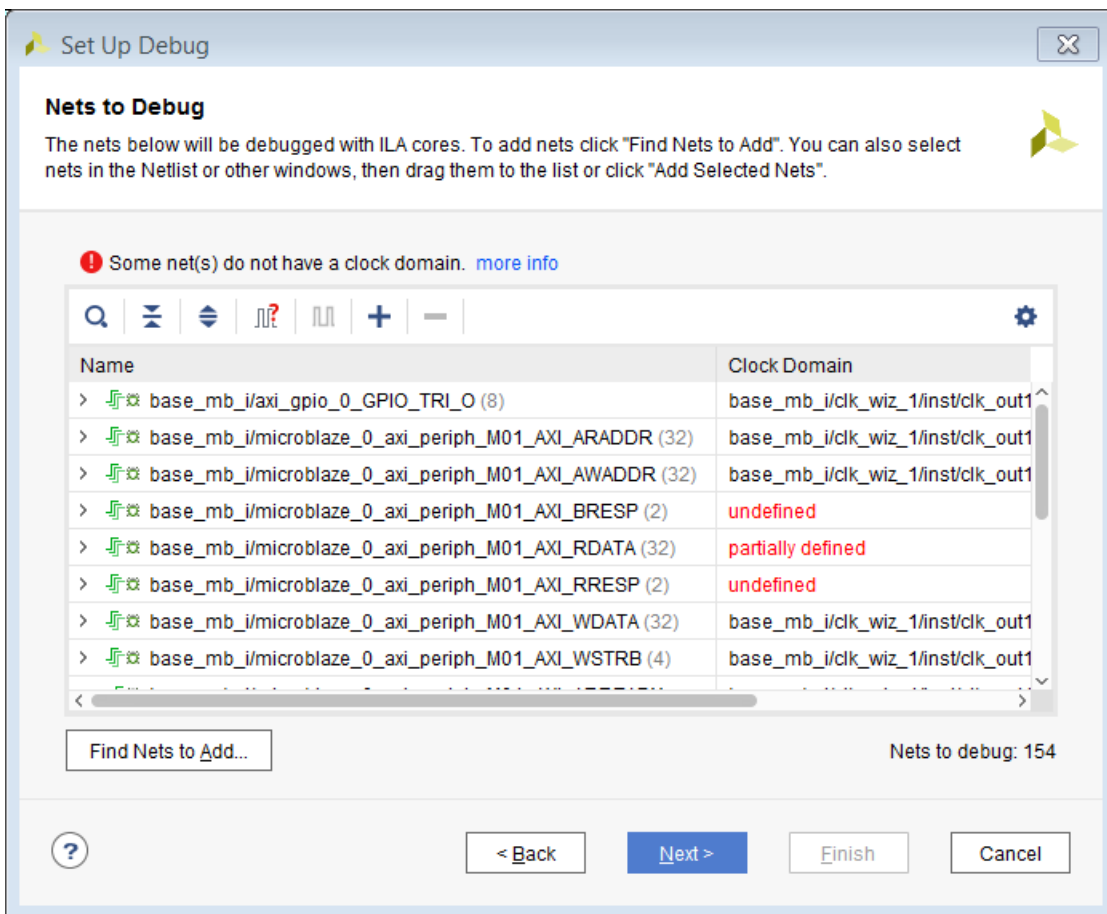 Set Up Debug
Nets to Debug
The nets below will be debugged with ILA cores. To add nets click "Find Nets to Add". You can also select
nets in the Netlist or other windows, then drag them to the list or click "Add Selected Nets".
Some net(s) do not have a clock domain. more info
Name Clock Domain
base_mb_i/axi_gpio_0_GPIO_TRI_O (8) base_mb_i/clk_wiz_1/inst/clk_out1
base_mb_i/microblaze_0_axi_periph_M01_AXI_ARADDR (32) base_mb_i/clk_wiz_1/inst/clk_out1
base_mb_i/microblaze_0_axi_periph_M01_AXI_AWADDR (32) base_mb_i/clk_wiz_1/inst/clk_out1
base_mb_i/microblaze_0_axi_periph_M01_AXI_BRESP (2) undefined
base_mb_i/microblaze_0_axi_periph_M01_AXI_RDATA (32) partially defined
base_mb_i/microblaze_0_axi_periph_M01_AXI_RRESP (2) undefined
base_mb_i/microblaze_0_axi_periph_M01_AXI_WDATA (32) base_mb_i/clk_wiz_1/inst/clk_out1
base_mb_i/microblaze_0_axi_periph_M01_AXI_WSTRB (4) base_mb_i/clk_wiz_1/inst/clk_out1
Find Nets to Add... Nets to debug: 154
? < Back Next > Finish Cancel